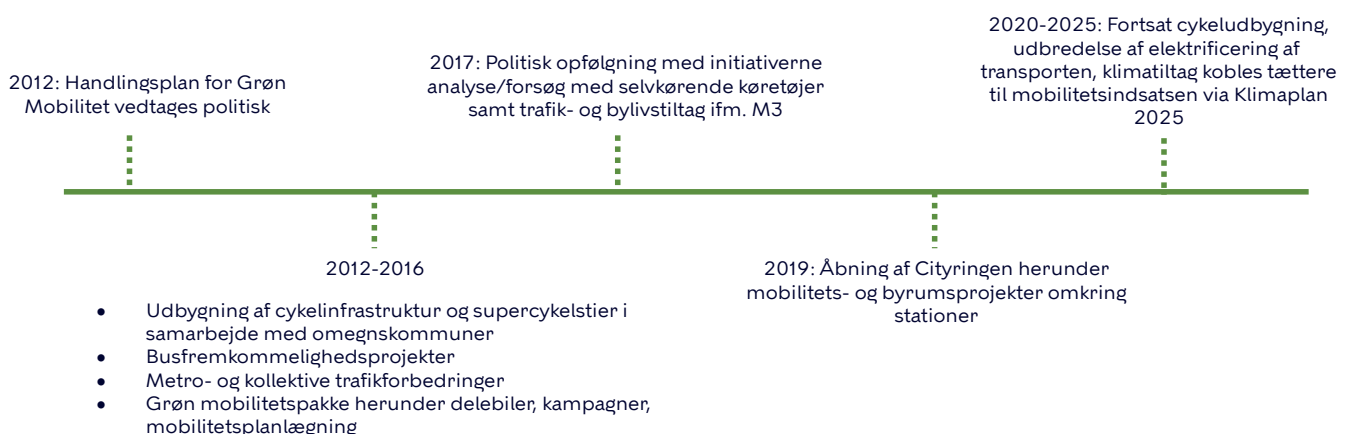 2012: Handlingsplan for Grøn
Mobilitet vedtages politisk
2017: Politisk opfølgning med initiativerne
analyse/forsøg med selvkørende køretøjer
samt trafik- og bylivstiltag ifm. M3
2020-2025: Fortsat cykeludbygning,
udbredelse af elektrificering af
transporten, klimatiltag kobles tættere
til mobilitetsindsatsen via Klimaplan
2025
2012-2016
• Udbygning af cykelinfrastruktur og supercykelstier i
samarbejde med omegnskommuner
• Busfremkommelighedsprojekter
• Metro- og kollektive trafikforbedringer
• Grøn mobilitetspakke herunder delebiler, kampagner,
mobilitetsplanlægning
2019: Åbning af Cityringen herunder
mobilitets- og byrumsprojekter omkring
stationer